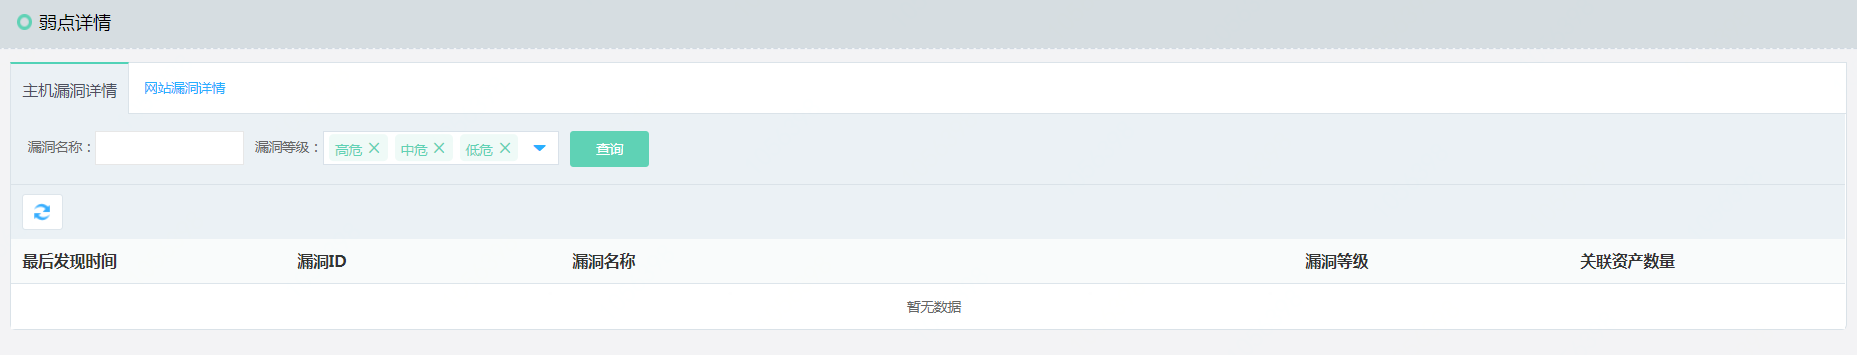 弱点详情
主机漏洞详情 网站漏洞详情
漏洞名称： 漏洞等级： 高危 × 中危 × 低危 × 查询
最后发现时间 漏洞ID 漏洞名称 漏洞等级 关联资产数量
暂无数据